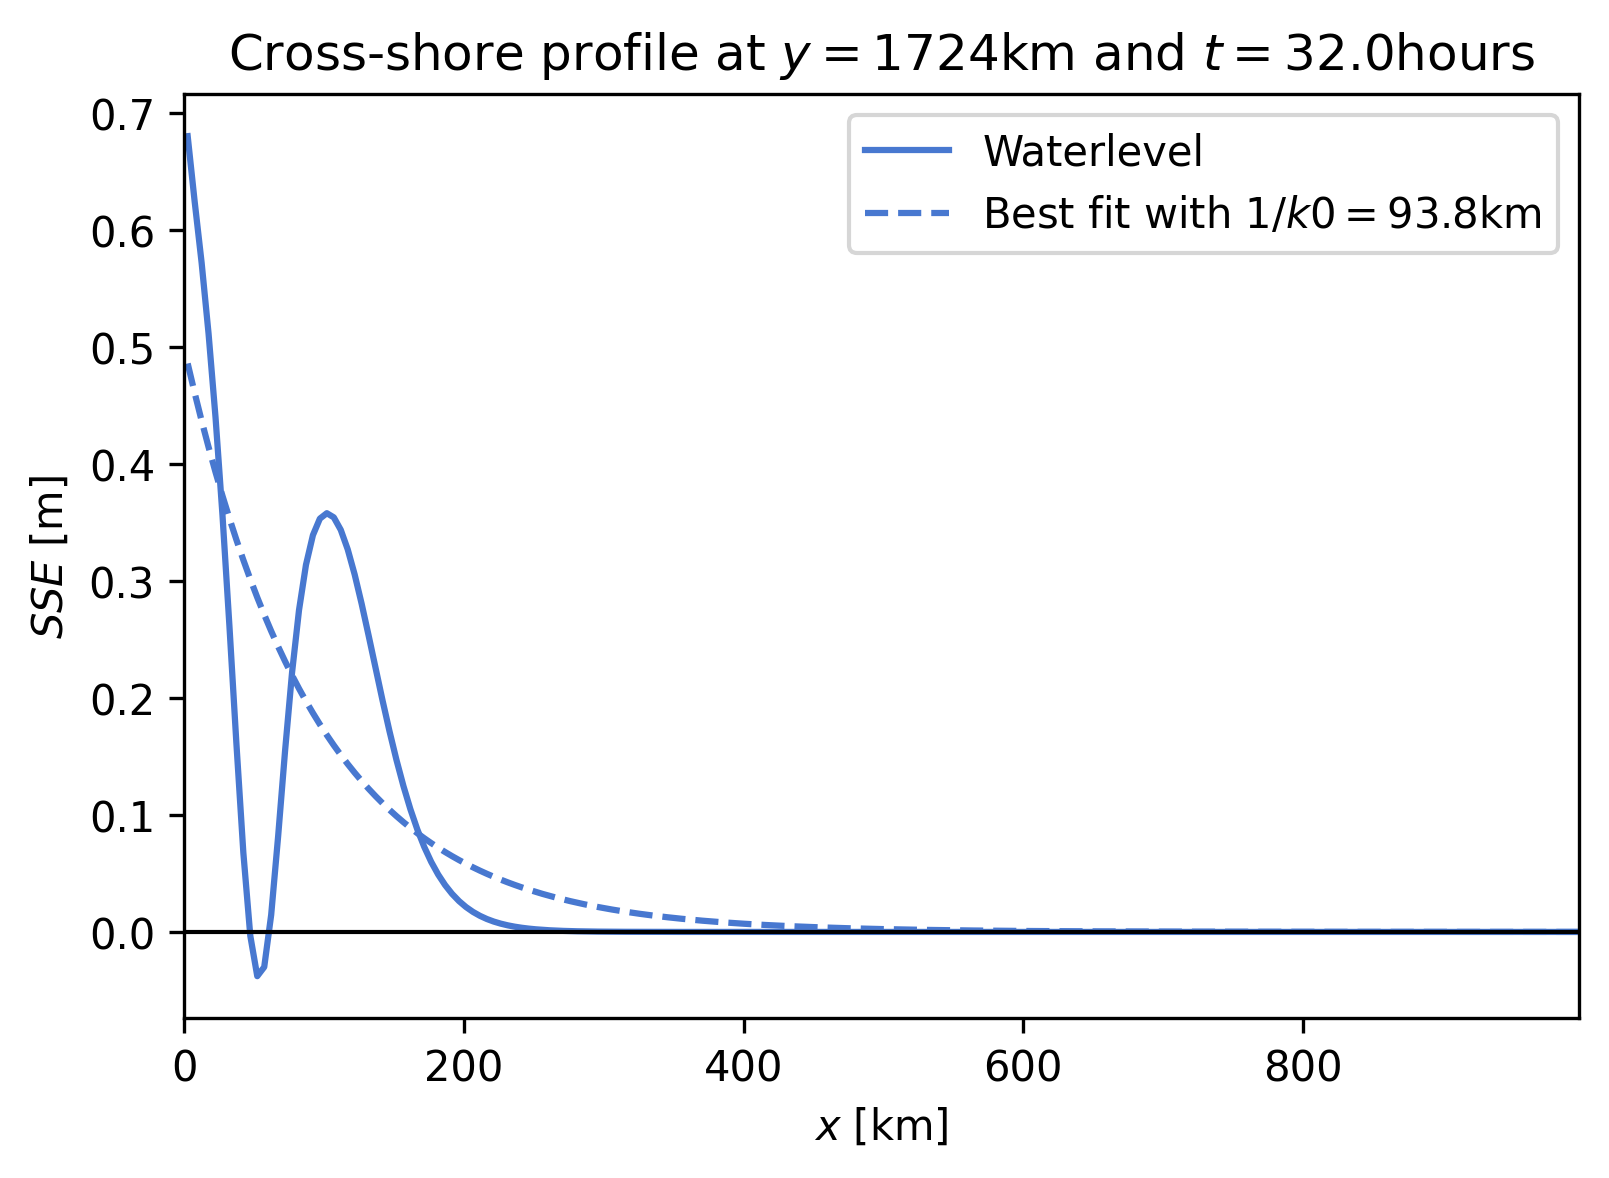 Cross-shore profile at y = 1724km and t = 32.0hours
Waterlevel
Best fit with 1/k0 = 93.8km
SSE [m]
0.7
0.6
0.5
0.4
0.3
0.2
0.1
0.0
0 200 400 600 800
x [km]